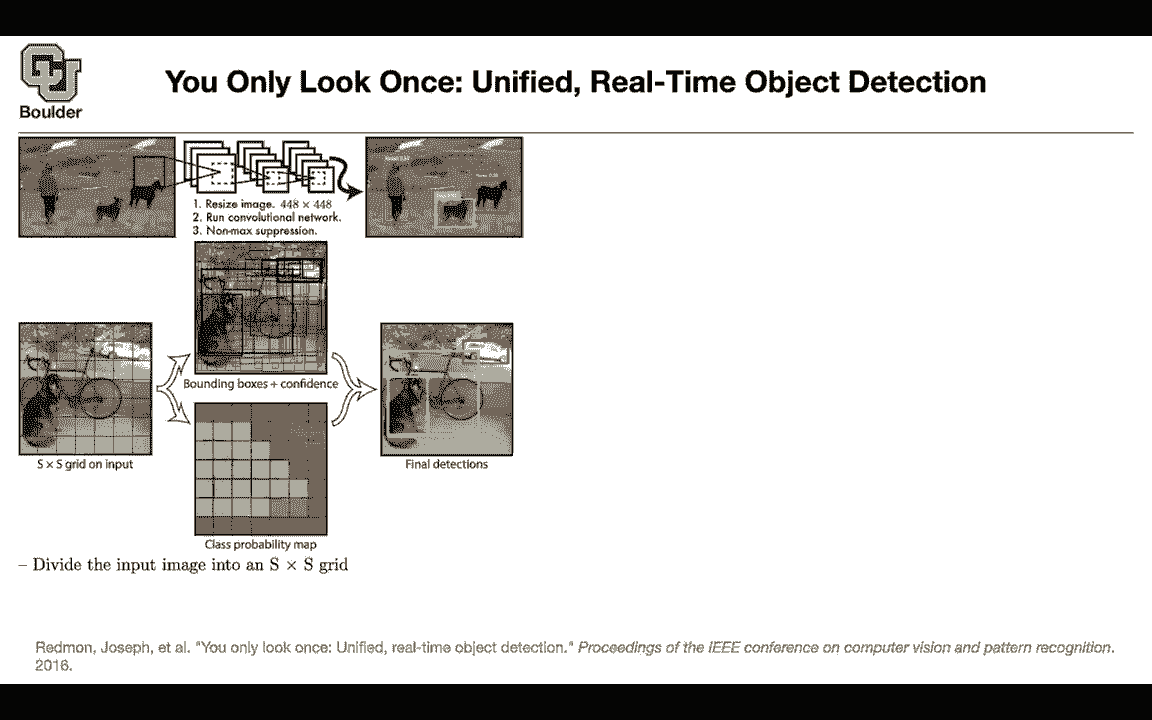 Boulder
You Only Look Once: Unified, Real-Time Object Detection
1. Resize image. 448 × 448
2. Run convolutional network.
3. Non-max suppression.
Bounding boxes + confidence
S × S grid on input
Final detections
Class probability map
– Divide the input image into an S × S grid
Redmon, Joseph, et al. "You only look once: Unified, real-time object detection." Proceedings of the IEEE conference on computer vision and pattern recognition.
2016.